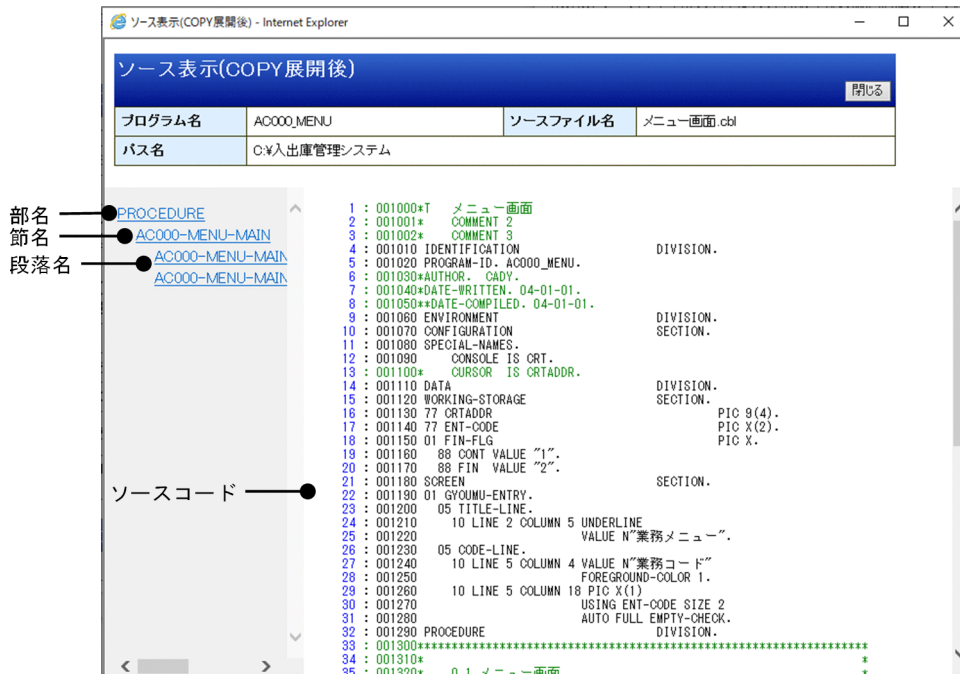 ソース表示(COPY展開後) - Internet Explorer
ソース表示(COPY展開後)
閉じる
プログラム名 AC000_MENU ソースファイル名 メニュー画面.cbl
パス名 C:¥入出庫管理システム
部名
節名
段落名
PROCEDURE
AC000-MENU-MAIN
AC000-MENU-MAIN
AC000-MENU-MAIN
ソースコード
1 : 001000*T メニュー画面
2 : 001001* COMMENT 2
3 : 001002* COMMENT 3
4 : 001010 IDENTIFICATION DIVISION.
5 : 001020 PROGRAM-ID. AC000_MENU.
6 : 001030*AUTHOR. CADY.
7 : 001040*DATE-WRITTEN. 04-01-01.
8 : 001050**DATE-COMPILED. 04-01-01.
9 : 001060 ENVIRONMENT DIVISION.
10 : 001070 CONFIGURATION SECTION.
11 : 001080 SPECIAL-NAMES.
12 : 001090 CONSOLE IS CRT.
13 : 001100* CURSOR IS CRTADDR.
14 : 001110 DATA DIVISION.
15 : 001120 WORKING-STORAGE SECTION.
16 : 001130 77 CRTADDR PIC 9(4).
17 : 001140 77 ENT-CODE PIC X(2).
18 : 001150 01 FIN-FLG PIC X.
19 : 001160 88 CONT VALUE "1".
20 : 001170 88 FIN VALUE "2".
21 : 001180 SCREEN SECTION.
22 : 001190 01 GYOUMU-ENTRY.
23 : 001200 05 TITLE-LINE.
24 : 001210 10 LINE 2 COLUMN 5 UNDERLINE
25 : 001220 VALUE N"業務メニュー".
26 : 001230 05 CODE-LINE.
27 : 001240 10 LINE 5 COLUMN 4 VALUE N"業務コード"
28 : 001250 FOREGROUND-COLOR 1.
29 : 001260 10 LINE 5 COLUMN 18 PIC X(1)
30 : 001270 USING ENT-CODE SIZE 2
31 : 001280 AUTO FULL EMPTY-CHECK.
32 : 001290 PROCEDURE DIVISION.
33 : 001300******************************************************************
34 : 001310* *
35 : 001320* 0.1 メニュー画面 *